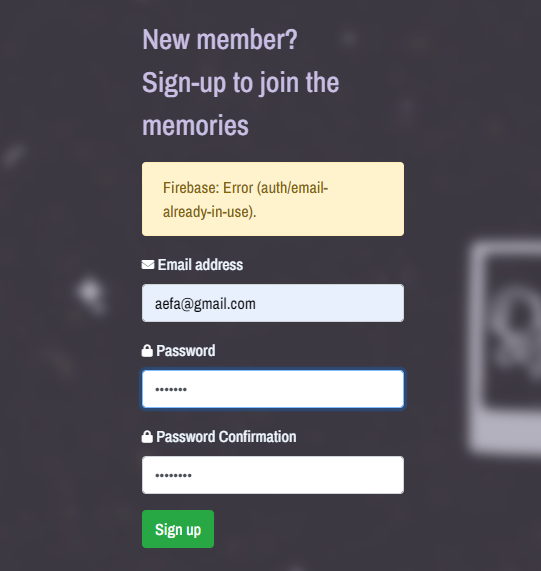 New member?
Sign-up to join the
memories
Firebase: Error (auth/email-
already-in-use).
Email address
aefa@gmail.com
Password
•••••••
Password Confirmation
••••••••
Sign up